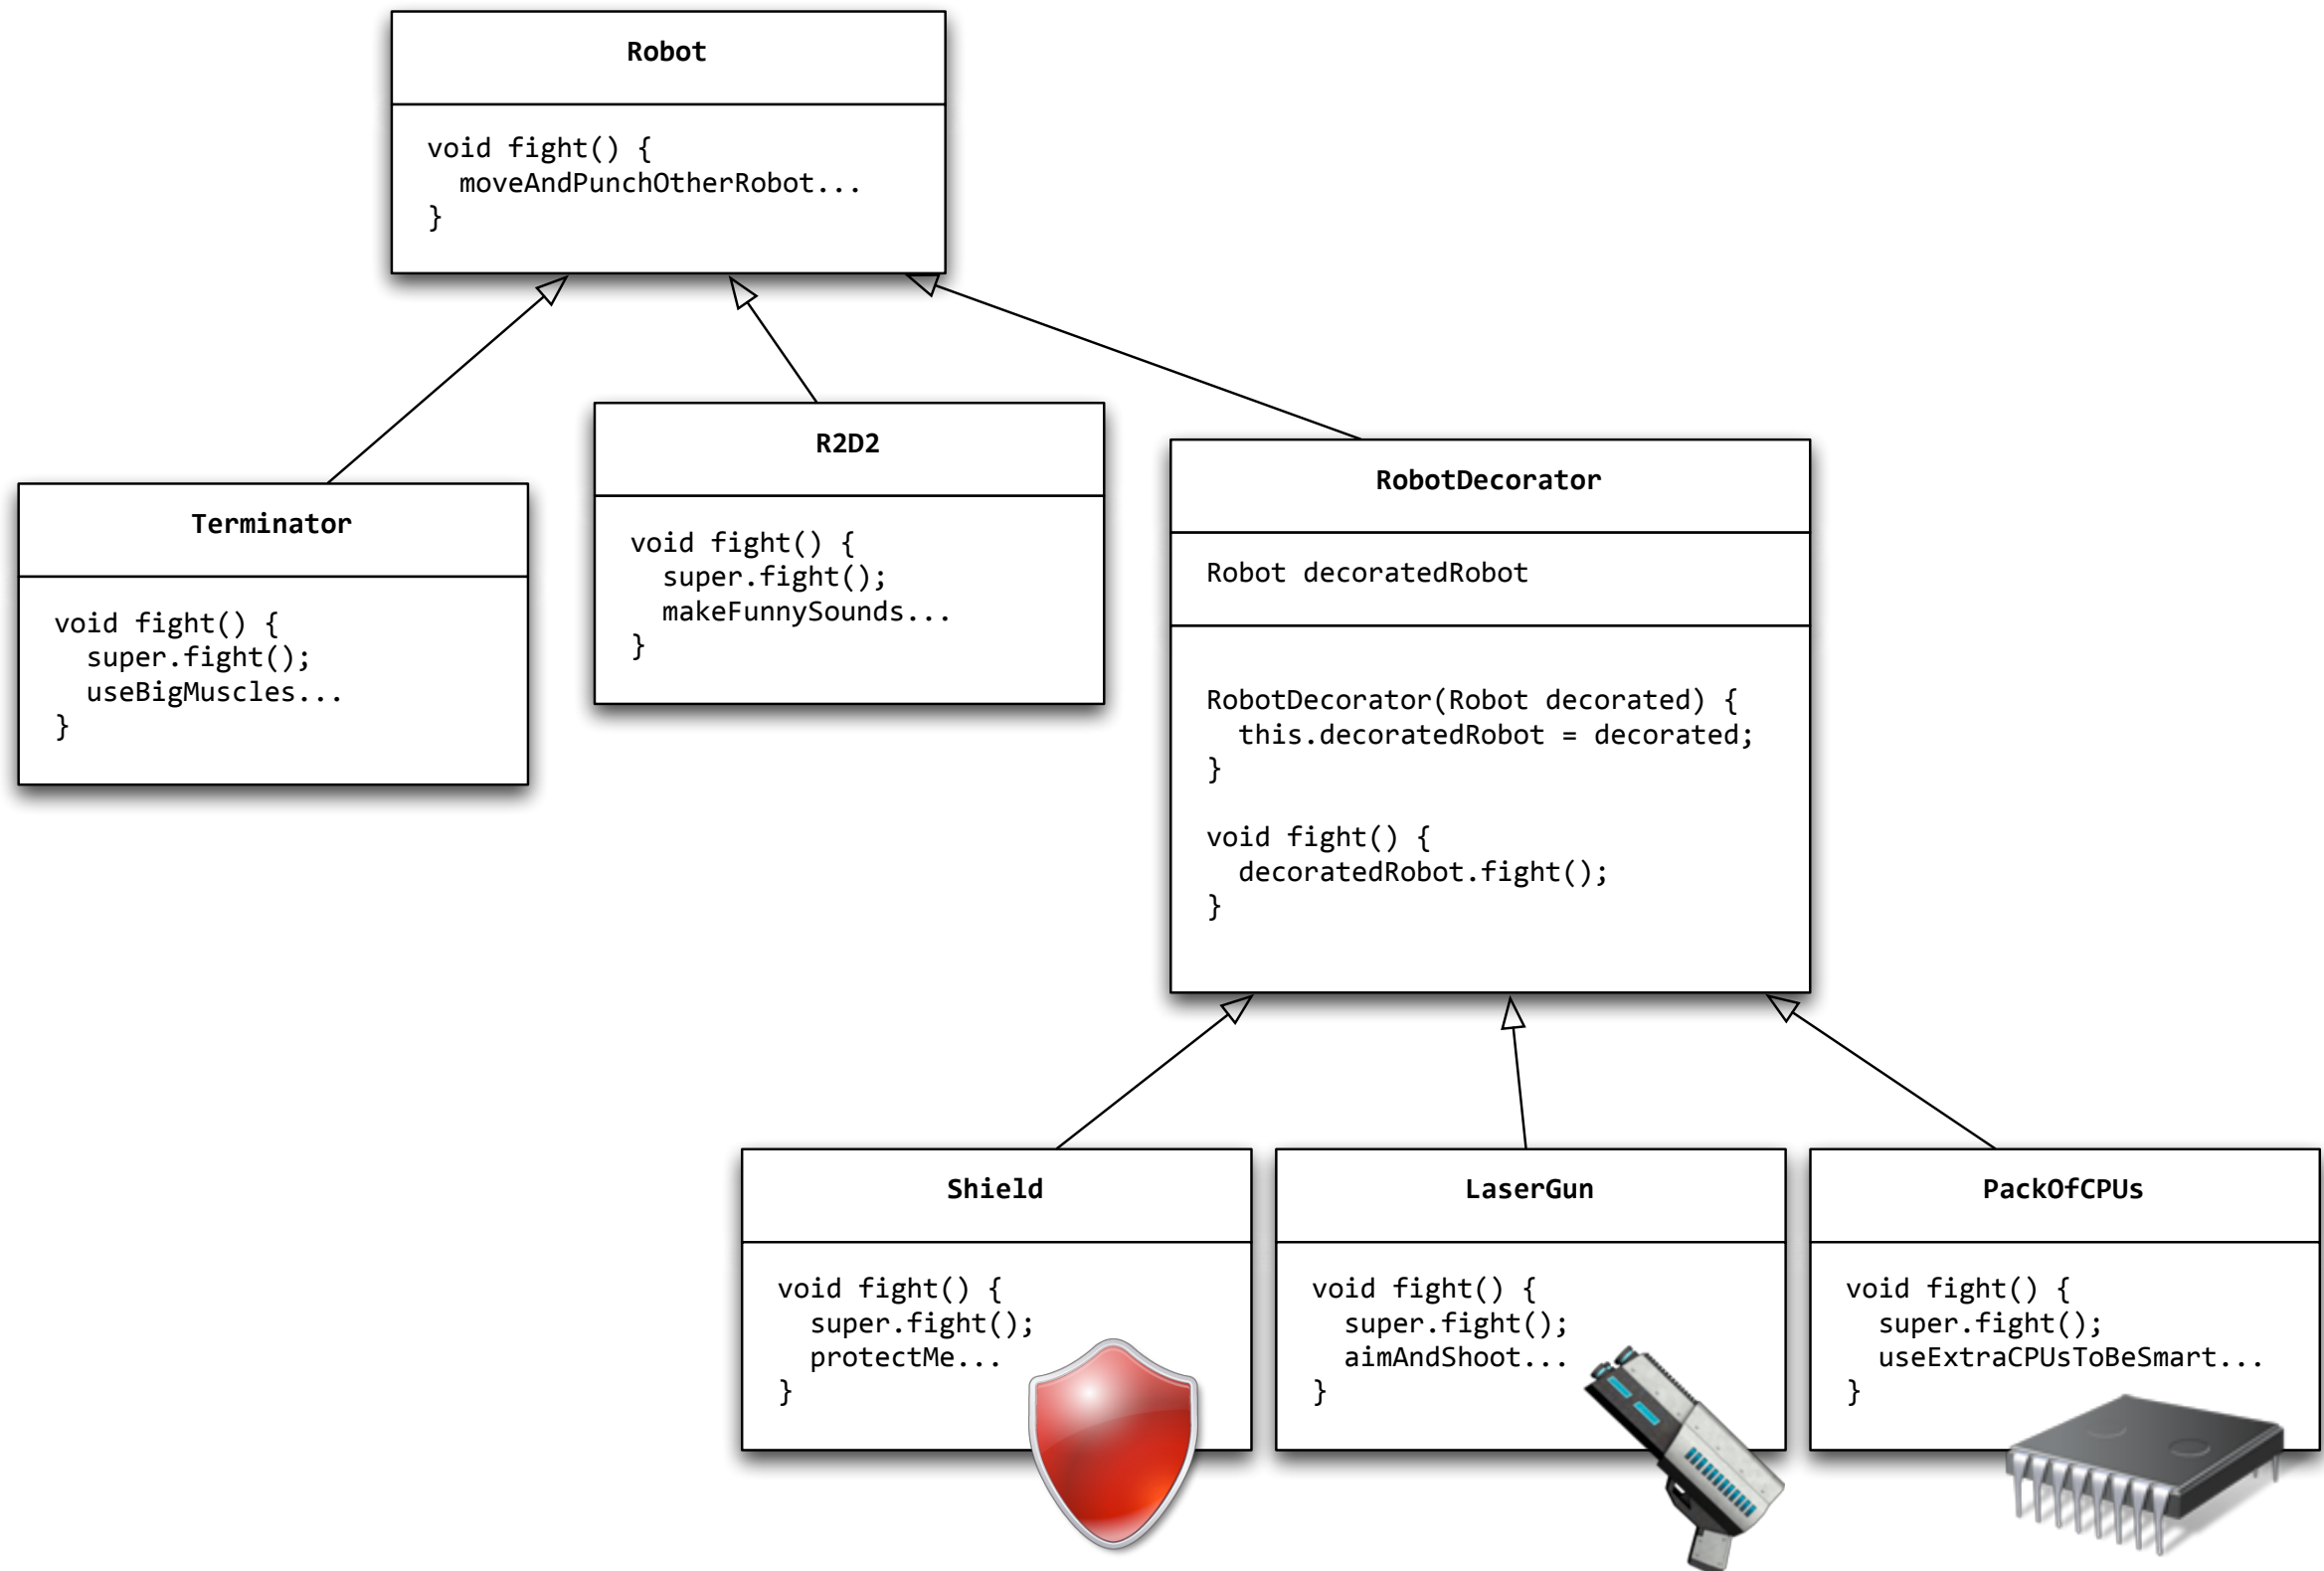 Robot
void fight() {
  moveAndPunchOtherRobot...
}
Terminator
void fight() {
  super.fight();
  useBigMuscles...
}
R2D2
void fight() {
  super.fight();
  makeFunnySounds...
}
RobotDecorator
Robot decoratedRobot
RobotDecorator(Robot decorated) {
  this.decoratedRobot = decorated;
}
void fight() {
  decoratedRobot.fight();
}
Shield
void fight() {
  super.fight();
  protectMe...
}
LaserGun
void fight() {
  super.fight();
  aimAndShoot...
}
PackOfCPUs
void fight() {
  super.fight();
  useExtraCPUsToBeSmart...
}